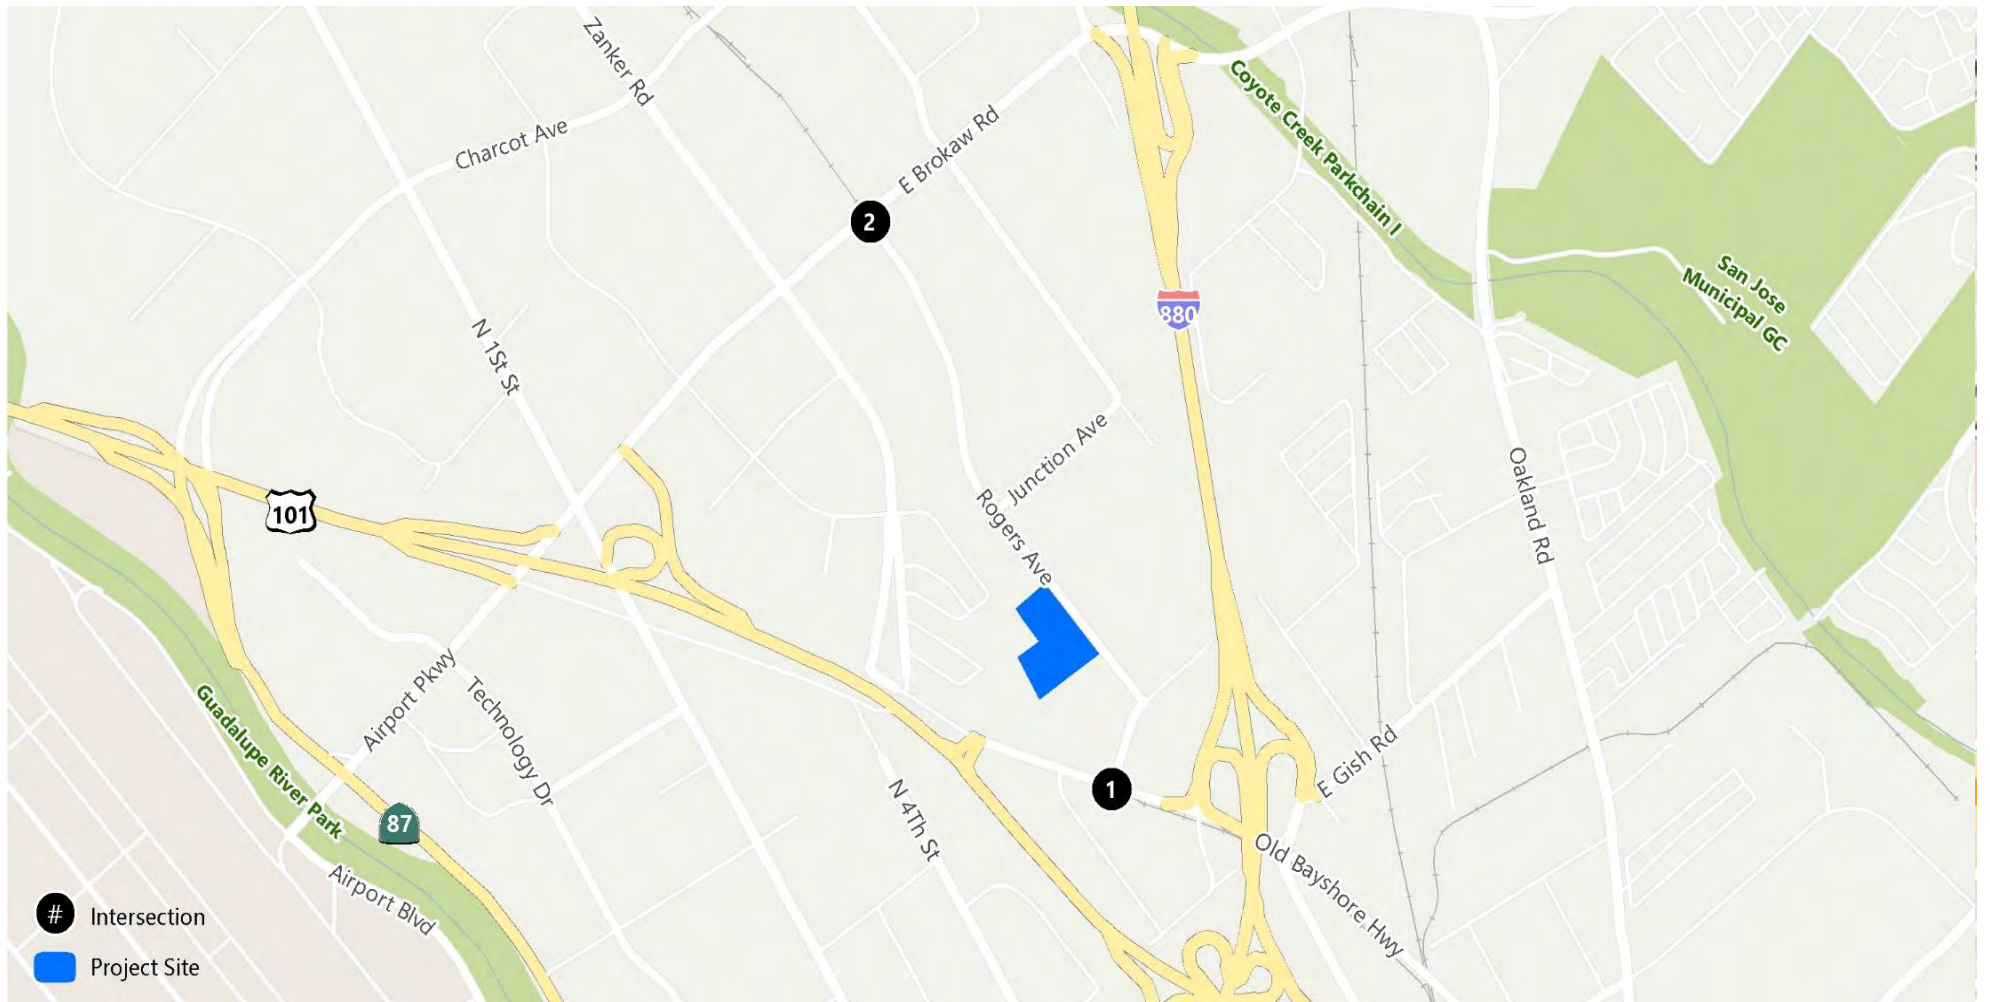 Zanker Rd
Charcot Ave
E Brokaw Rd
Coyote Creek Parkchain I
2
San Jose
Municipal GC
880
N 1St St
Junction Ave
Oakland Rd
Rogers Ave
101
Airport Pkwy
Technology Dr
Guadalupe River Park
E Gish Rd
1
N 4Th St
87
Old Bayshore Hwy
Airport Blvd
# Intersection
Project Site